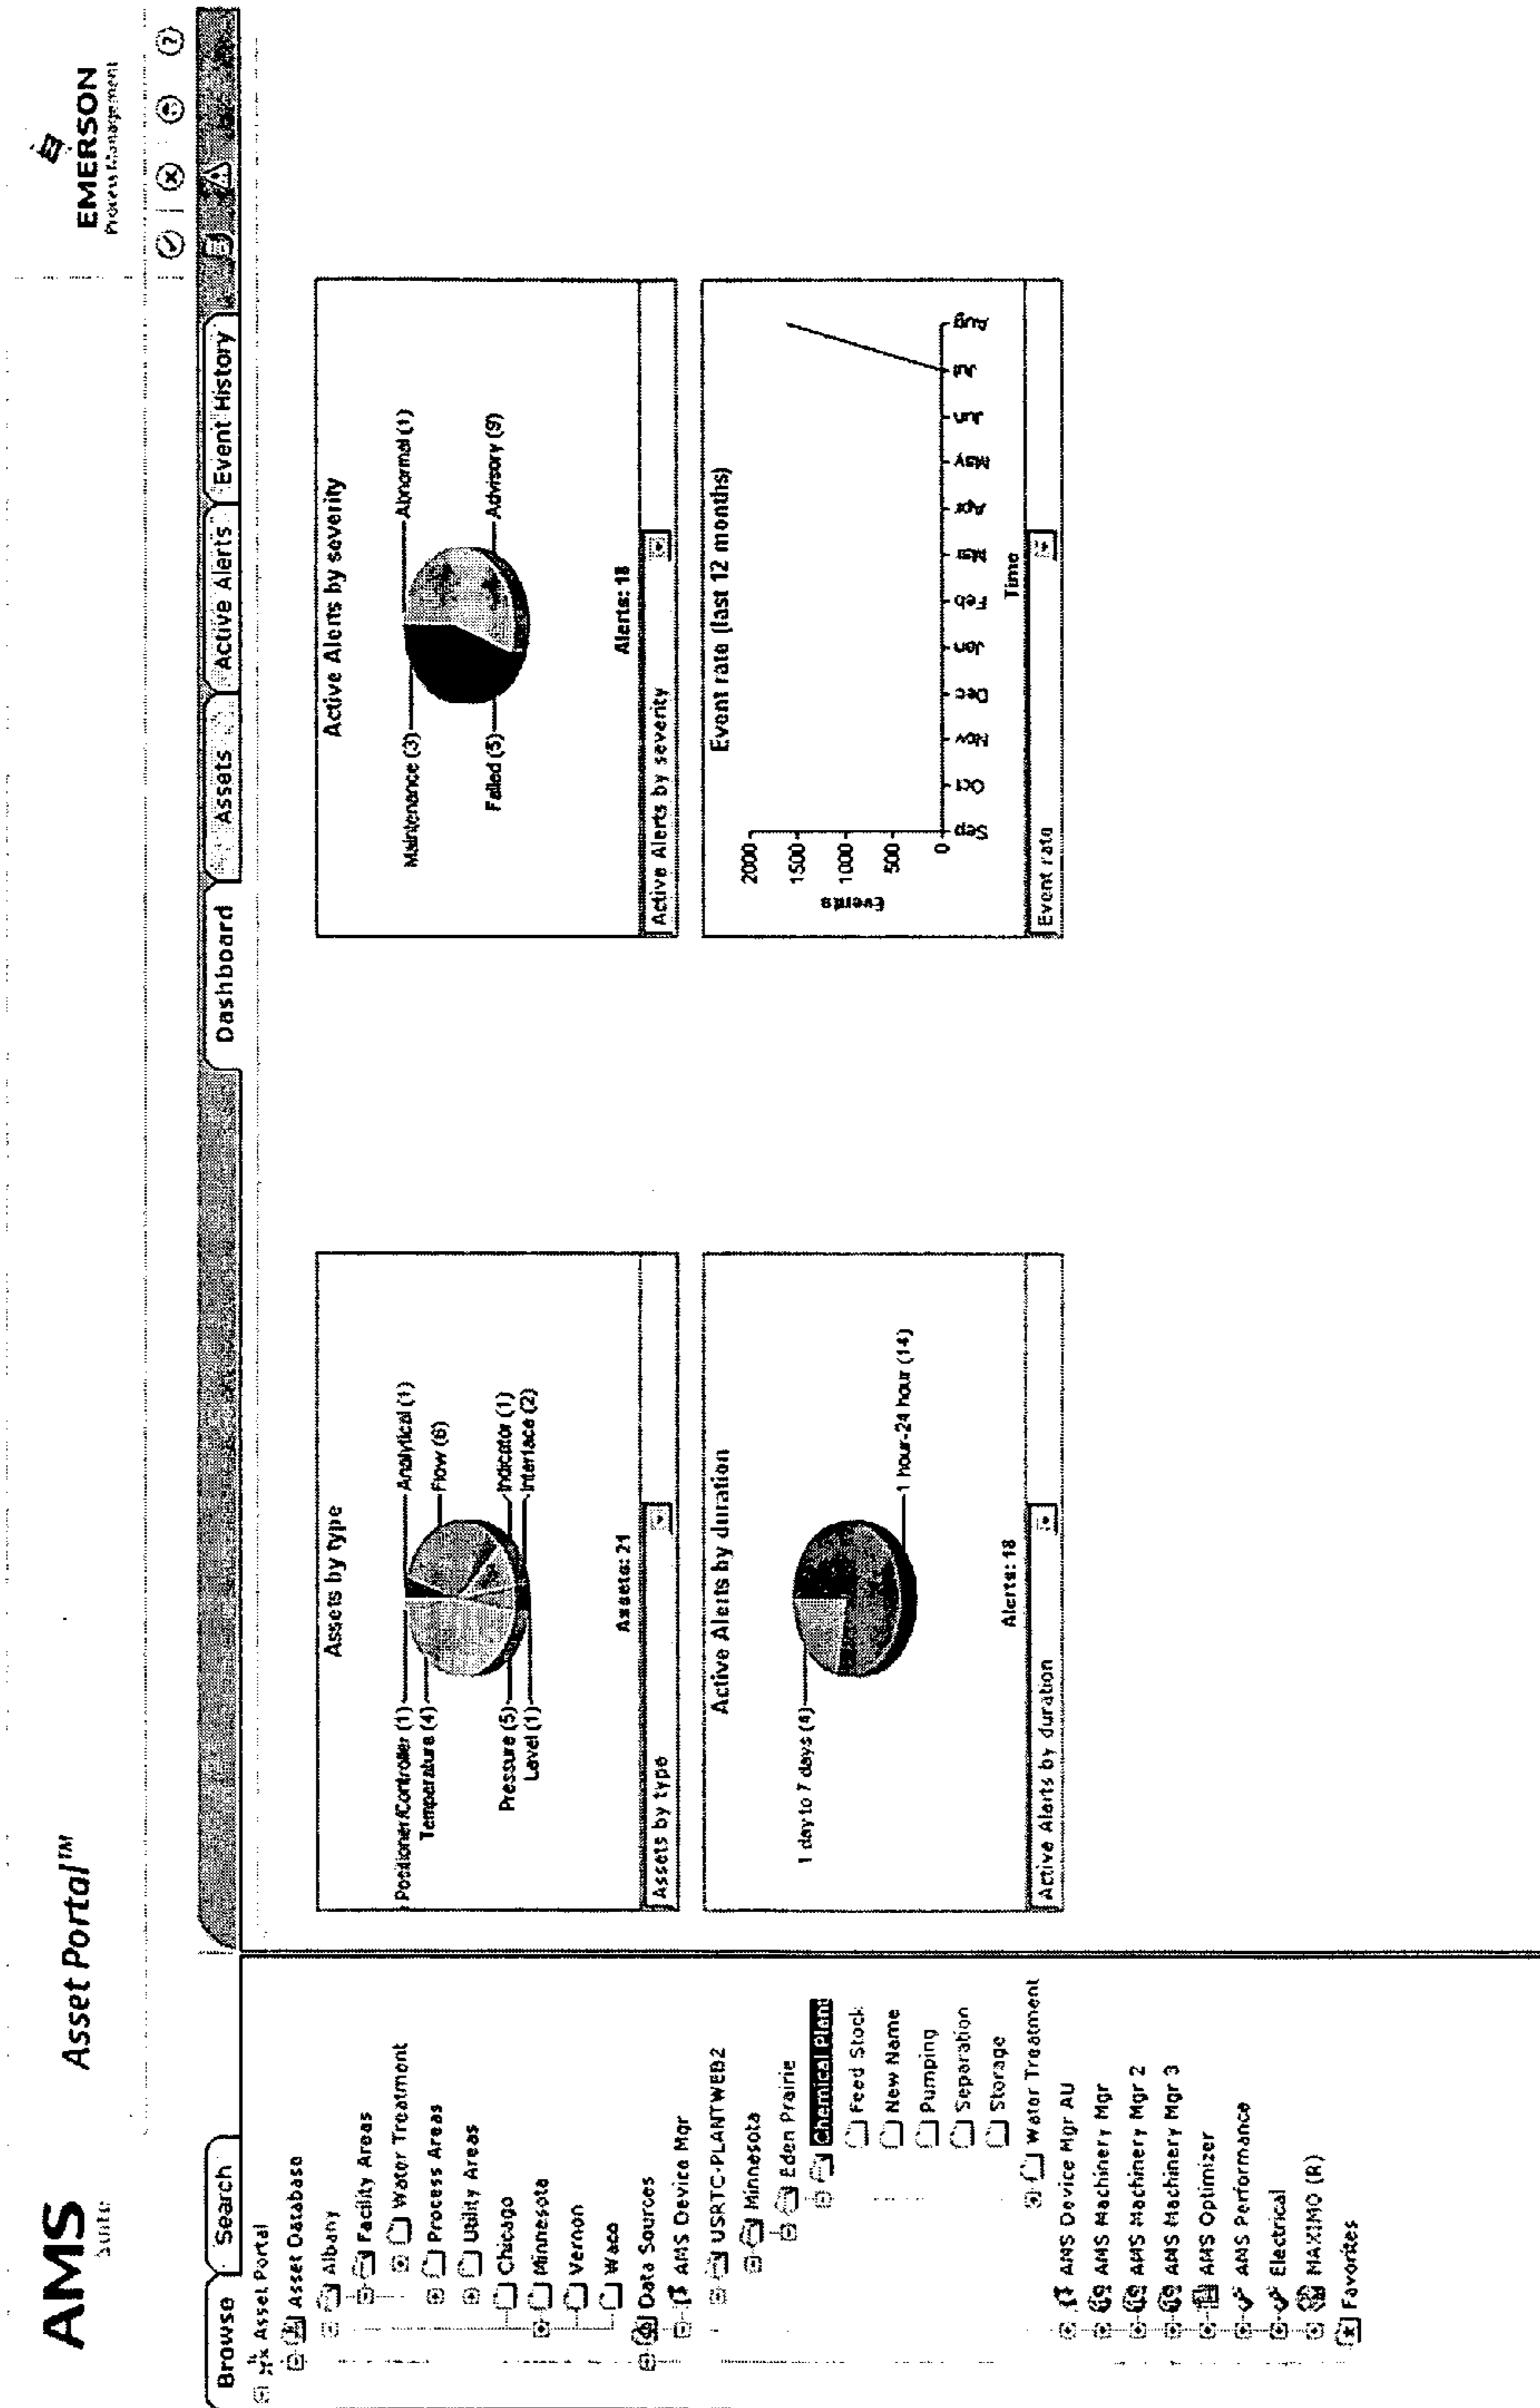 AMS
Suite
Asset Portal™
EMERSON
Process Management
Browse
Search
Dashboard
Assets
Active Alerts
Event History
Asset Portal
Asset Database
Albany
Facility Areas
Water Treatment
Process Areas
Utility Areas
Chicago
Minnesota
Vernon
Waco
Data Sources
AMS Device Mgr
USRTC-PLANTWEB2
Minnesota
Eden Prairie
Chemical Plant
Feed Stock
New Name
Pumping
Separation
Storage
Water Treatment
AMS Device Mgr AU
AMS Machinery Mgr
AMS Machinery Mgr 2
AMS Machinery Mgr 3
AMS Optimizer
AMS Performance
Electrical
MAXIMO (R)
Favorites
Assets by type
Positioner/Controller (1)
Analytical (1)
Temperature (4)
Flow (6)
Pressure (5)
Indicator (1)
Level (1)
Interface (2)
Assets: 21
Assets by type
Active Alerts by severity
Maintenance (3)
Abnormal (1)
Failed (5)
Advisory (9)
Alerts: 18
Active Alerts by severity
Active Alerts by duration
1 day to 7 days (4)
1 hour-24 hour (14)
Alerts: 18
Active Alerts by duration
Event rate (last 12 months)
Events
2000
1500
1000
500
0
Sep Oct Nov Dec Jan Feb Mar Apr May Jun Jul Aug
Time
Event rate